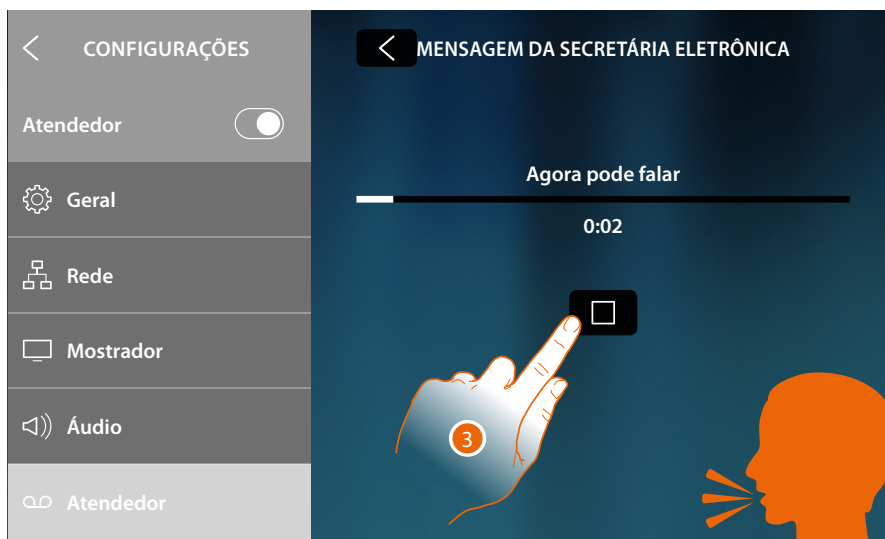 CONFIGURAÇÕES
Atendedor
Geral
Rede
Mostrador
Áudio
Atendedor
MENSAGEM DA SECRETÁRIA ELETRÔNICA
Agora pode falar
0:02
3